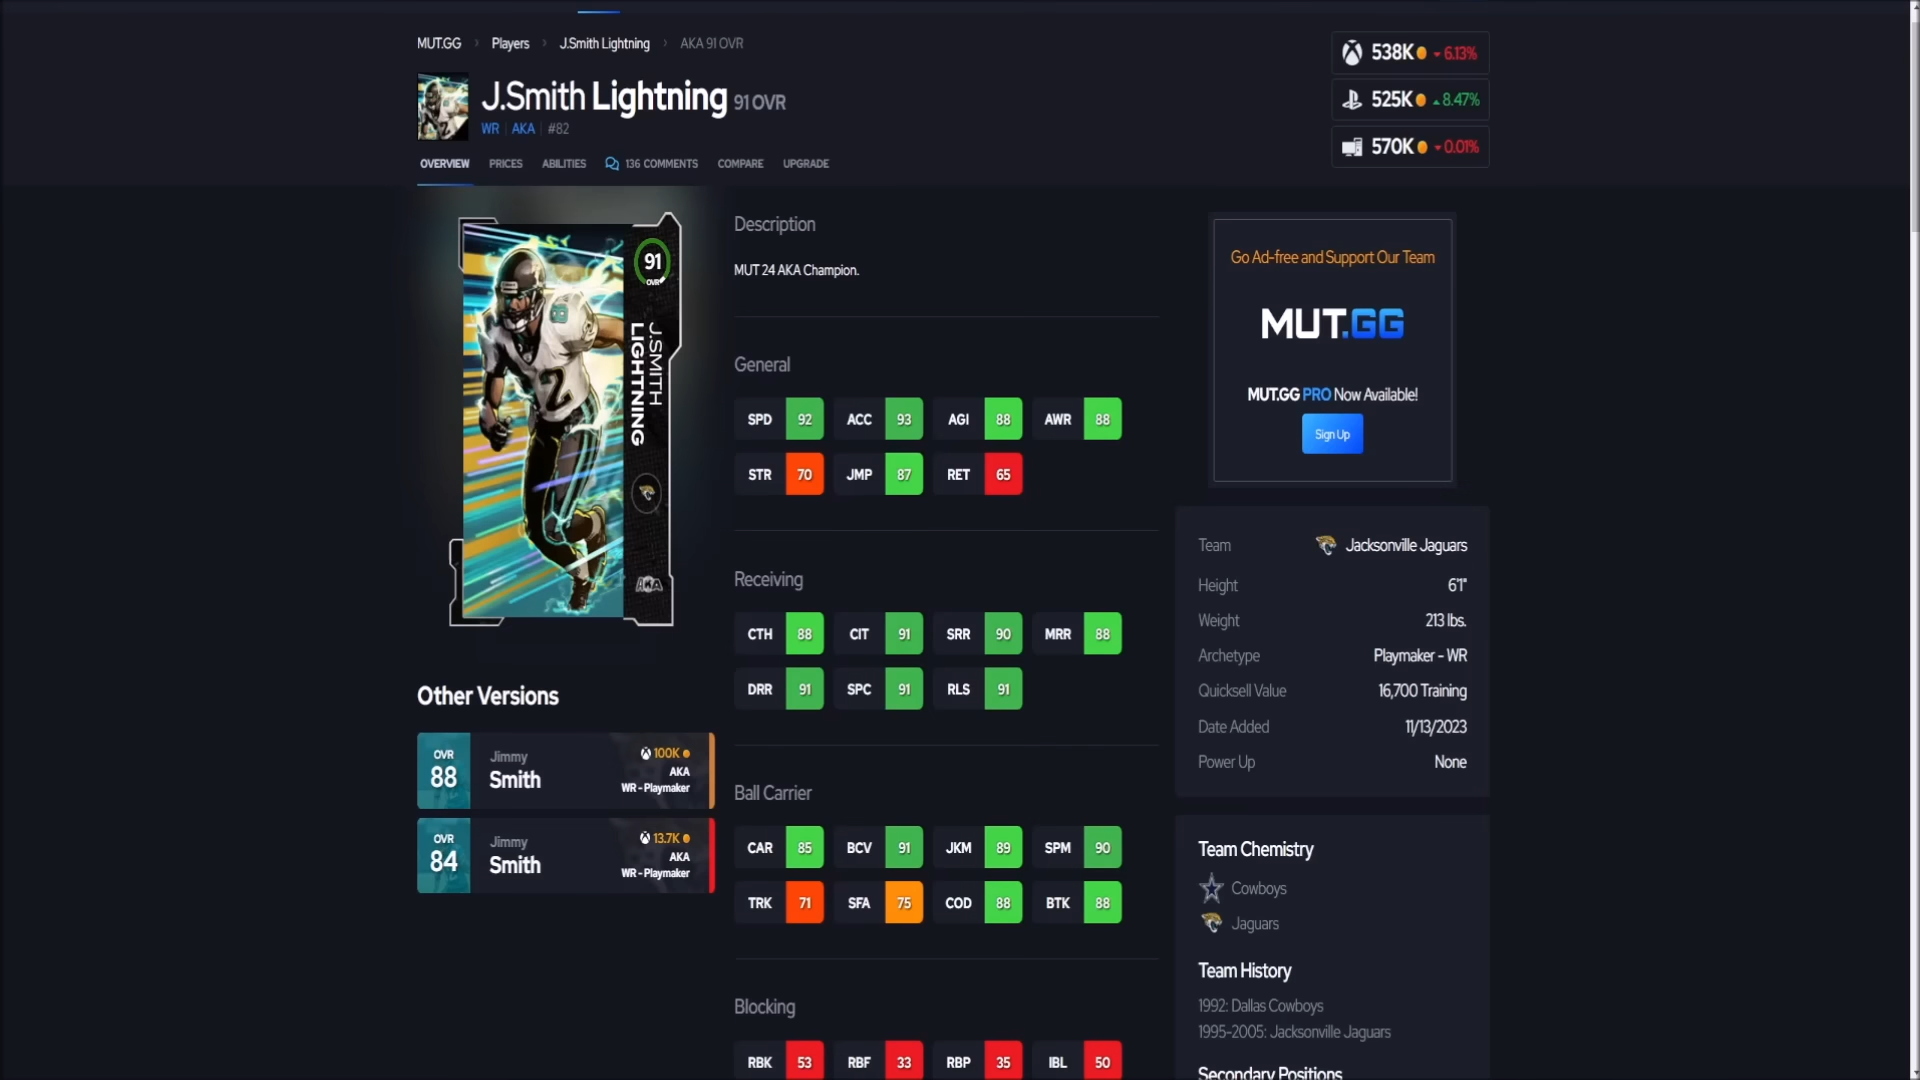 MUT.GG > Players > J.Smith Lightning > AKA 91 OVR
J.Smith Lightning 91 OVR
WR | AKA | #82
OVERVIEW PRICES ABILITIES 136 COMMENTS COMPARE UPGRADE
538K 6.13%
525K 8.47%
570K 0.01%
91
OVR
J.SMITH
LIGHTNING
AKA
Other Versions
OVR
88
Jimmy
Smith
100K
AKA
WR - Playmaker
OVR
84
Jimmy
Smith
13.7K
AKA
WR - Playmaker
Description
MUT 24 AKA Champion.
General
SPD 92 ACC 93 AGI 88 AWR 88
STR 70 JMP 87 RET 65
Receiving
CTH 88 CIT 91 SRR 90 MRR 88
DRR 91 SPC 91 RLS 91
Ball Carrier
CAR 85 BCV 91 JKM 89 SPM 90
TRK 71 SFA 75 COD 88 BTK 88
Blocking
RBK 53 RBF 33 RBP 35 IBL 50
Go Ad-free and Support Our Team
MUT.GG
MUT.GG PRO Now Available!
Sign Up
Team Jacksonville Jaguars
Height 6'1"
Weight 213 lbs.
Archetype Playmaker - WR
Quicksell Value 16,700 Training
Date Added 11/13/2023
Power Up None
Team Chemistry
Cowboys
Jaguars
Team History
1992: Dallas Cowboys
1995-2005: Jacksonville Jaguars
Secondary Positions